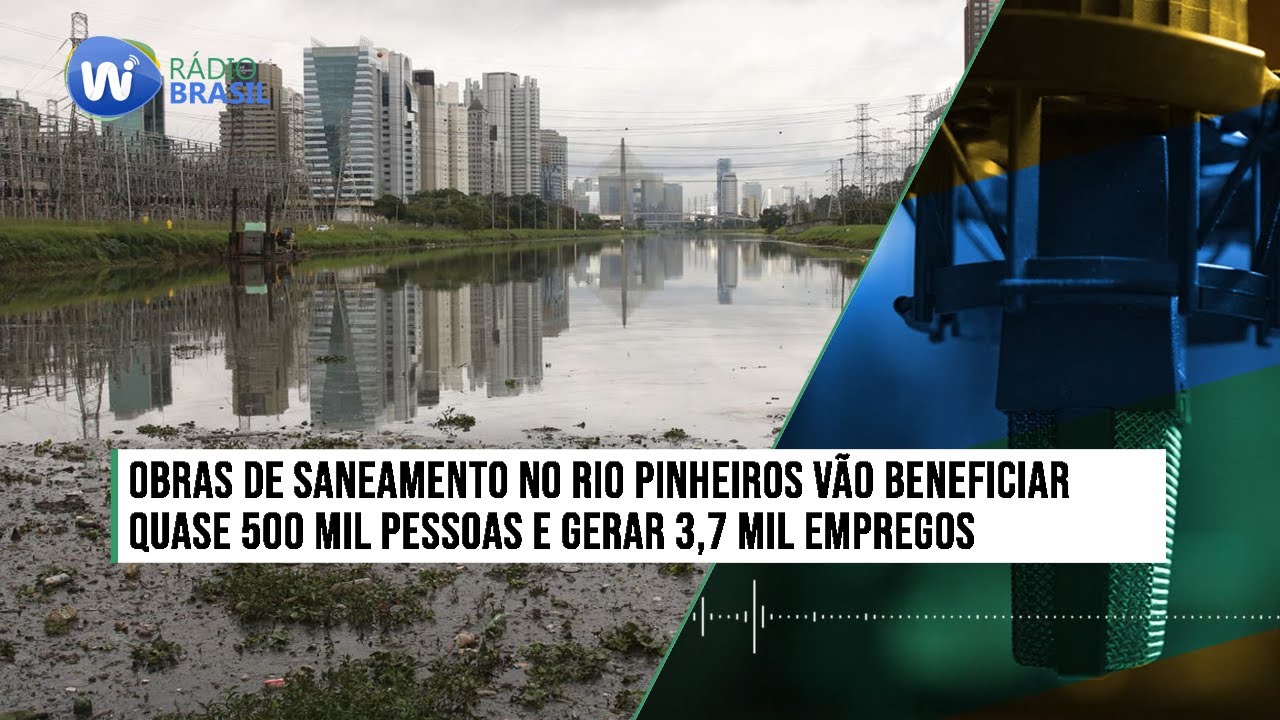 W
RÁDIO
BRASIL
OBRAS DE SANEAMENTO NO RIO PINHEIROS VÃO BENEFICIAR
QUASE 500 MIL PESSOAS E GERAR 3,7 MIL EMPREGOS